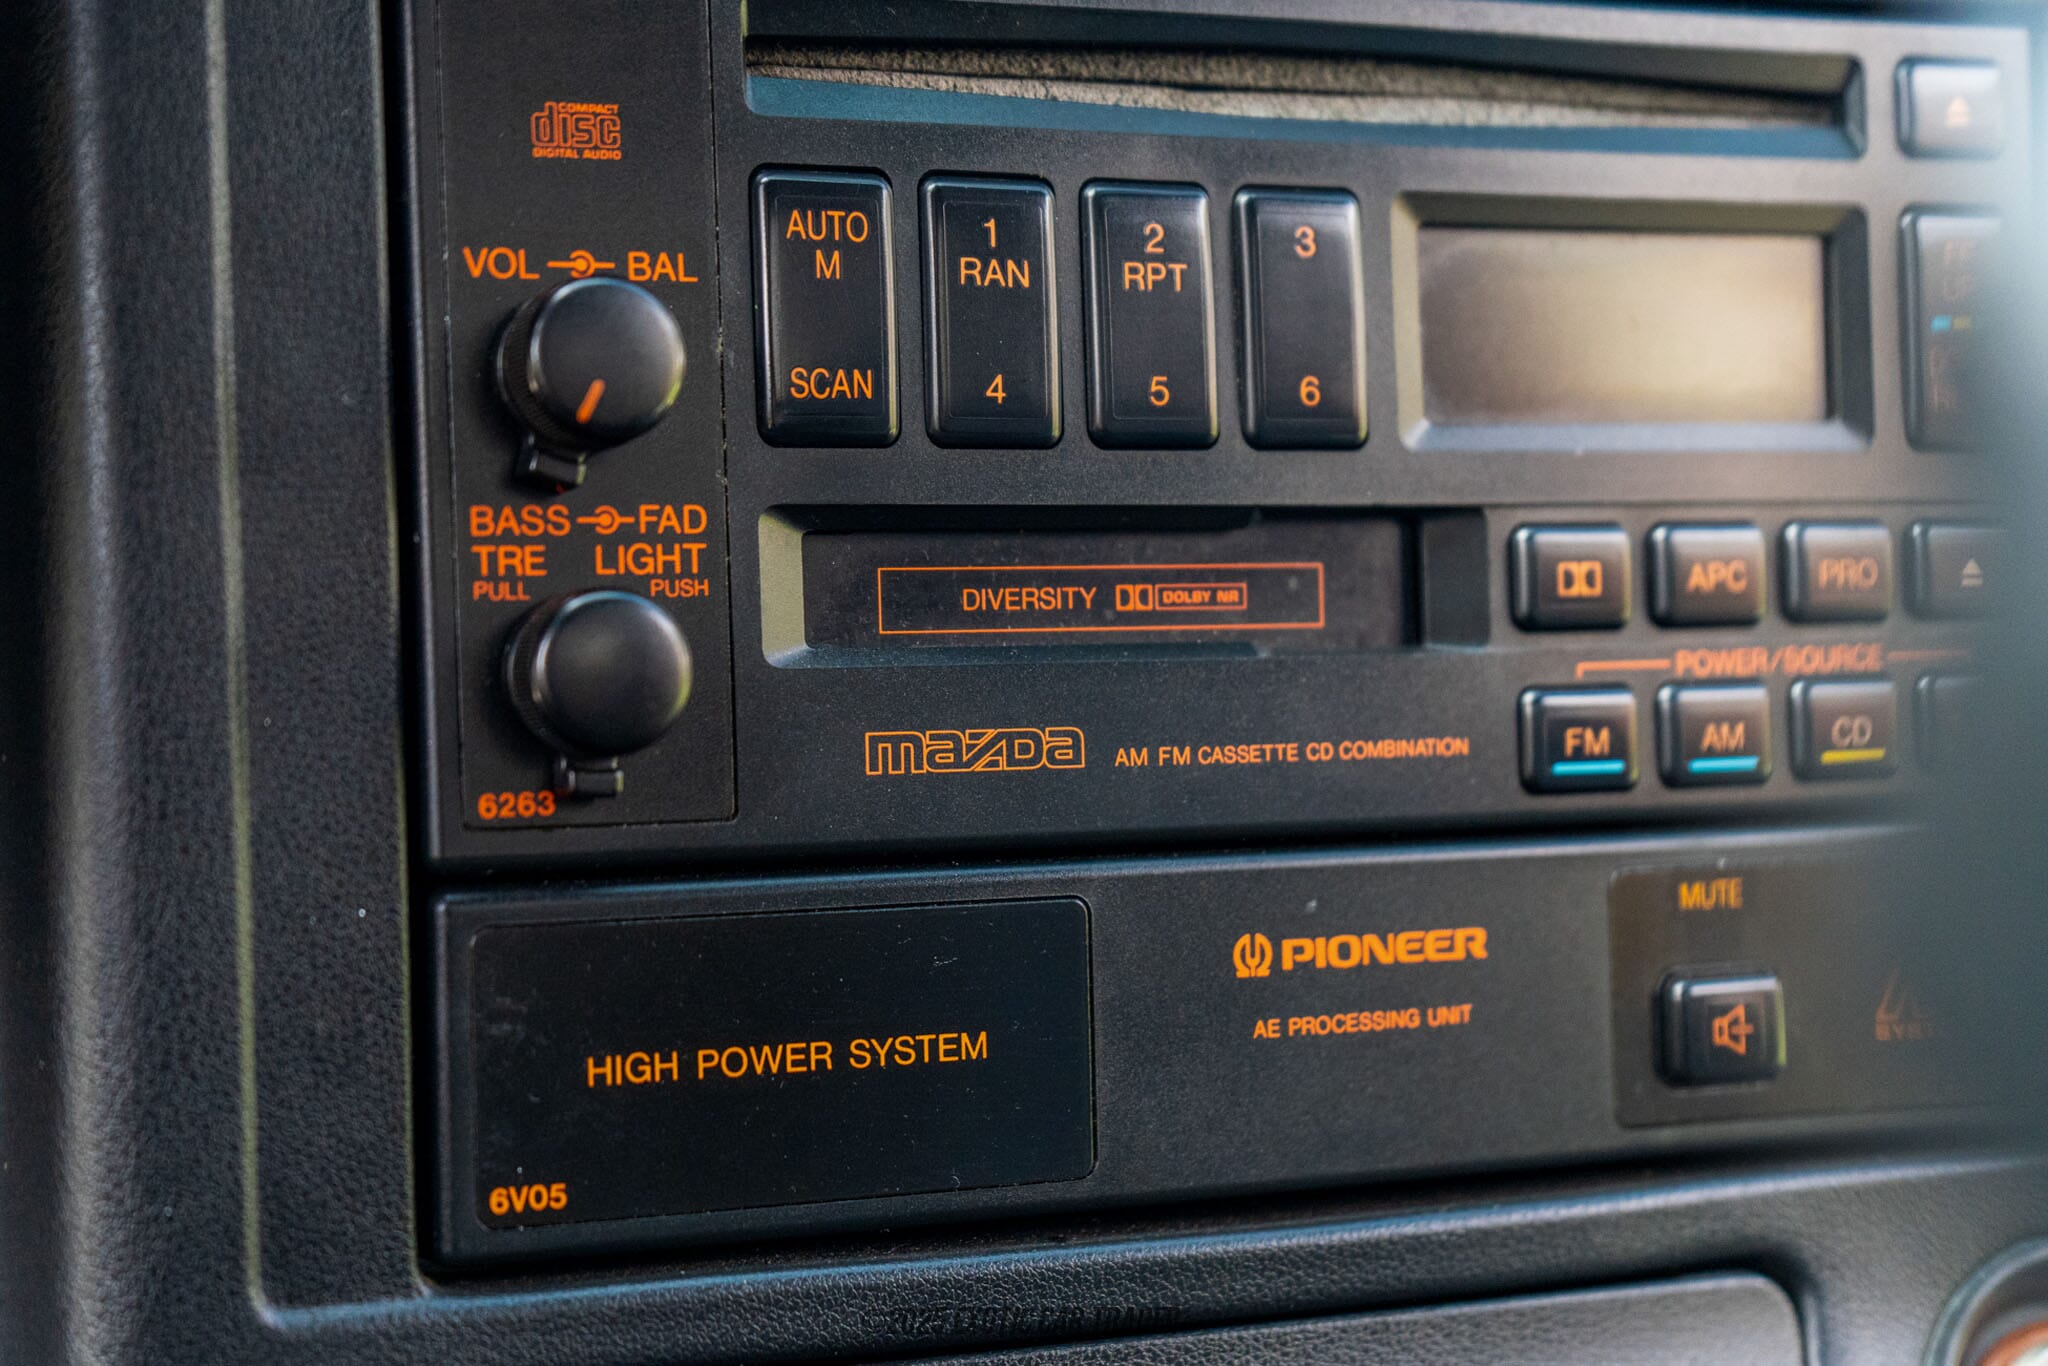 COMPACT
disc
DIGITAL AUDIO
VOL BAL
BASS FAD
TRE LIGHT
PULL PUSH
6263
AUTO
M
SCAN
1
RAN
4
2
RPT
5
3
6
DIVERSITY DOLBY NR
APC
PRO
POWER/SOURCE
FM
AM
CD
mazda AM FM CASSETTE CD COMBINATION
HIGH POWER SYSTEM
6V05
PIONEER
AE PROCESSING UNIT
MUTE